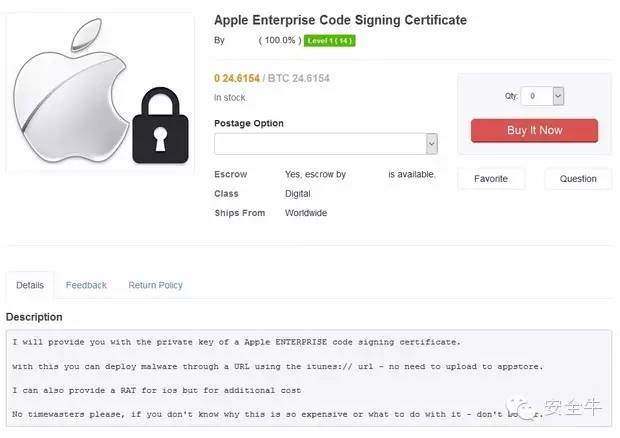 Apple Enterprise Code Signing Certificate
By ( 100.0% ) Level 1 ( 14 )
0 24.6154 / BTC 24.6154
In stock.
Qty: 0
Buy It Now
Postage Option
Escrow Yes, escrow by is available.
Favorite Question
Class Digital
Ships From Worldwide
Details Feedback Return Policy
Description
I will provide you with the private key of a Apple ENTERPRISE code signing certificate.
with this you can deploy malware through a URL using the itunes:// url - no need to upload to appstore.
I can also provide a RAT for ios but for additional cost
No timewasters please, if you don't know why this is so expensive or what to do with it - don't
安全牛